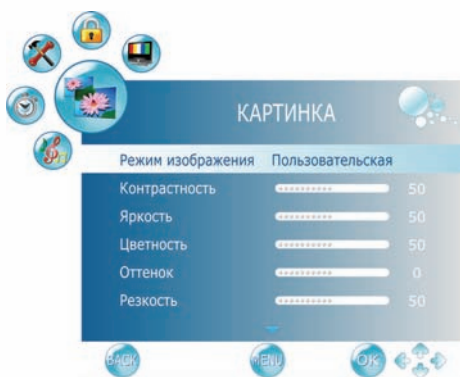 КАРТИНКА
Режим изображения Пользовательская
Контрастность 50
Яркость 50
Цветность 50
Оттенок 0
Резкость 50
BACK MENU OK